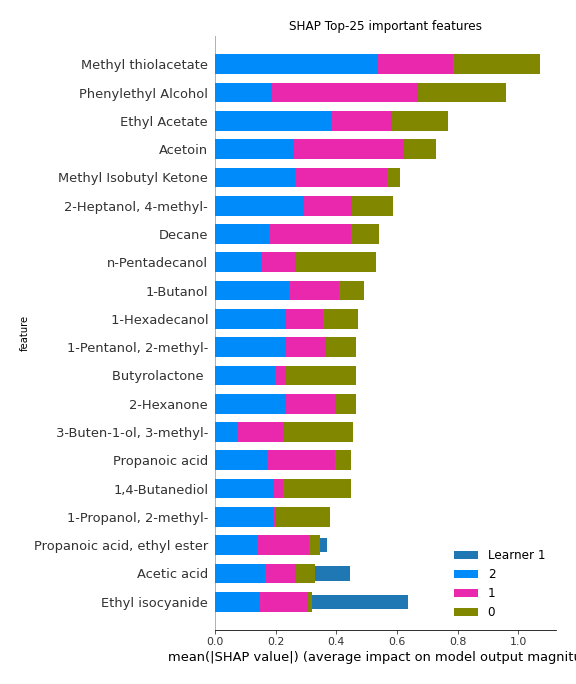 SHAP Top-25 important features
Methyl thiolacetate
Phenylethyl Alcohol
Ethyl Acetate
Acetoin
Methyl Isobutyl Ketone
2-Heptanol, 4-methyl-
Decane
n-Pentadecanol
1-Butanol
1-Hexadecanol
1-Pentanol, 2-methyl-
Butyrolactone
2-Hexanone
3-Buten-1-ol, 3-methyl-
Propanoic acid
1,4-Butanediol
1-Propanol, 2-methyl-
Propanoic acid, ethyl ester
Acetic acid
Ethyl isocyanide
feature
Learner 1
2
1
0
0.0 0.2 0.4 0.6 0.8 1.0
mean(|SHAP value|) (average impact on model output magnitu